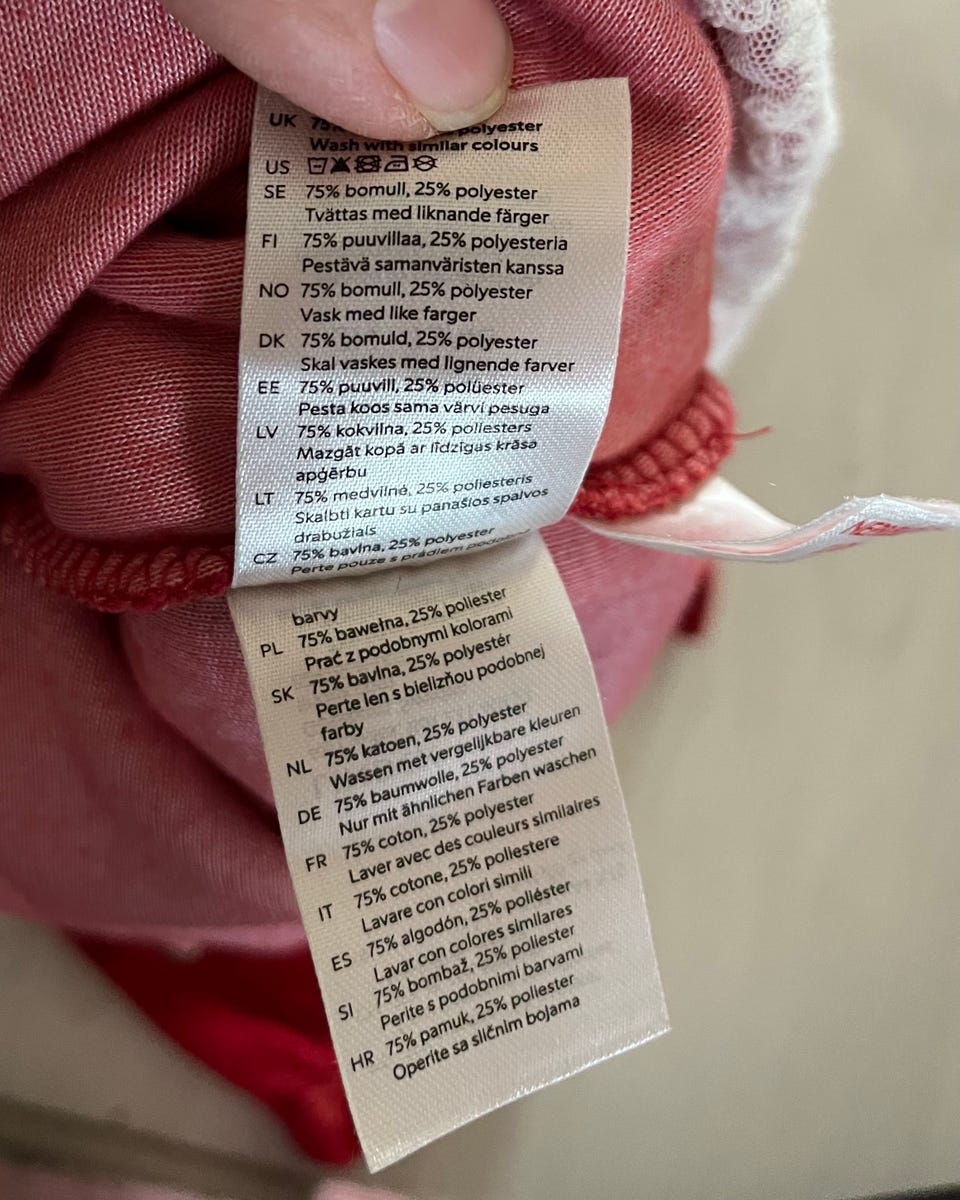 UK 75 polyester
Wash with similar colours
US
SE 75% bomull, 25% polyester
Tvättas med liknande färger
FI 75% puuvillaa, 25% polyesteria
Pestävä samanväristen kanssa
NO 75% bomull, 25% polyester
Vask med like farger
DK 75% bomuld, 25% polyester
Skal vaskes med lignende farver
EE 75% puuvill, 25% polüester
Pesta koos sama värvi pesuga
LV 75% kokvilna, 25% poliesters
Mazgāt kopā ar līdzīgas krāsa
apģērbu
LT 75% medvilnė, 25% poliesteris
Skalbti kartu su panašios spalvos
drabužiais
CZ 75% bavlna, 25% polyester
Perte pouze s prádlem
barvy
PL 75% bawełna, 25% poliester
Prać z podobnymi kolorami
SK 75% bavlna, 25% polyestér
Perte len s bielizňou podobnej
farby
NL 75% katoen, 25% polyester
Wassen met vergelijkbare kleuren
DE 75% baumwolle, 25% polyester
Nur mit ähnlichen Farben waschen
FR 75% coton, 25% polyester
Laver avec des couleurs similaires
IT 75% cotone, 25% poliestere
Lavare con colori simili
ES 75% algodón, 25% poliéster
Lavar con colores similares
SI 75% bombaž, 25% poliester
Perite s podobnimi barvami
HR 75% pamuk, 25% poliester
Operite sa sličnim bojama